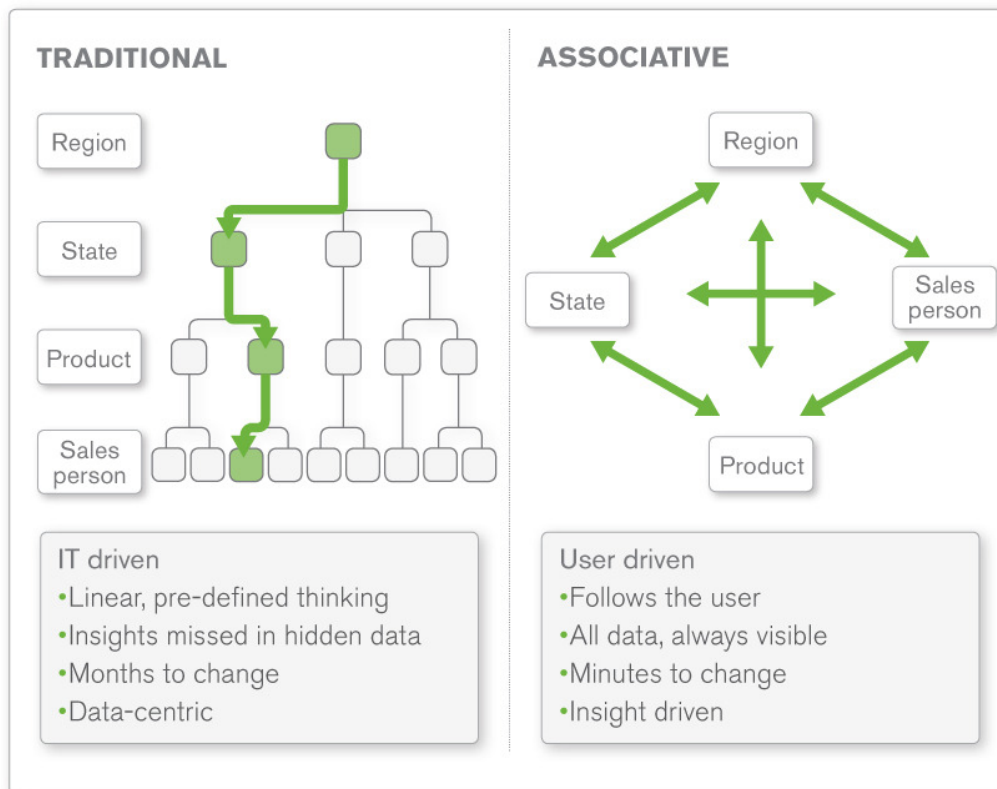 TRADITIONAL
Region
State
Product
Sales
person
IT driven
•Linear, pre-defined thinking
•Insights missed in hidden data
•Months to change
•Data-centric
ASSOCIATIVE
Region
State
Sales
person
Product
User driven
•Follows the user
•All data, always visible
•Minutes to change
•Insight driven